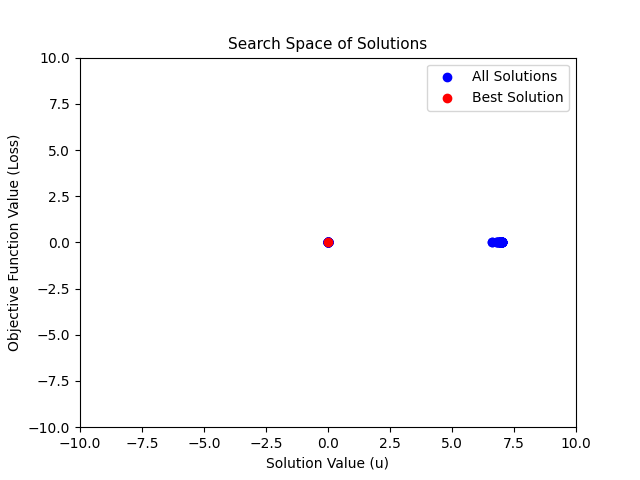 Search Space of Solutions
All Solutions
Best Solution
Objective Function Value (Loss)
10.0
7.5
5.0
2.5
0.0
−2.5
−5.0
−7.5
−10.0
−10.0 −7.5 −5.0 −2.5 0.0 2.5 5.0 7.5 10.0
Solution Value (u)